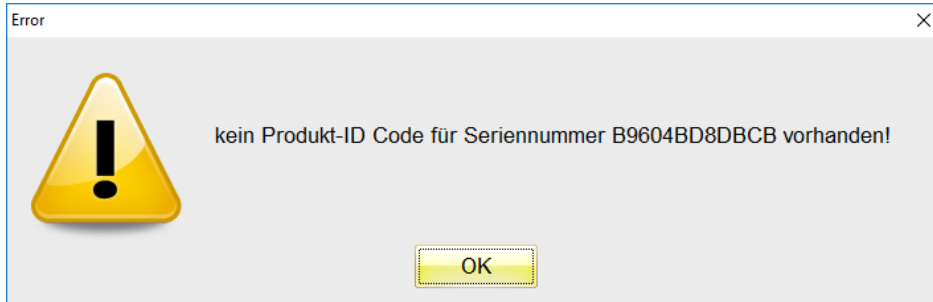 Error
kein Produkt-ID Code für Seriennummer B9604BD8DBCB vorhanden!
OK